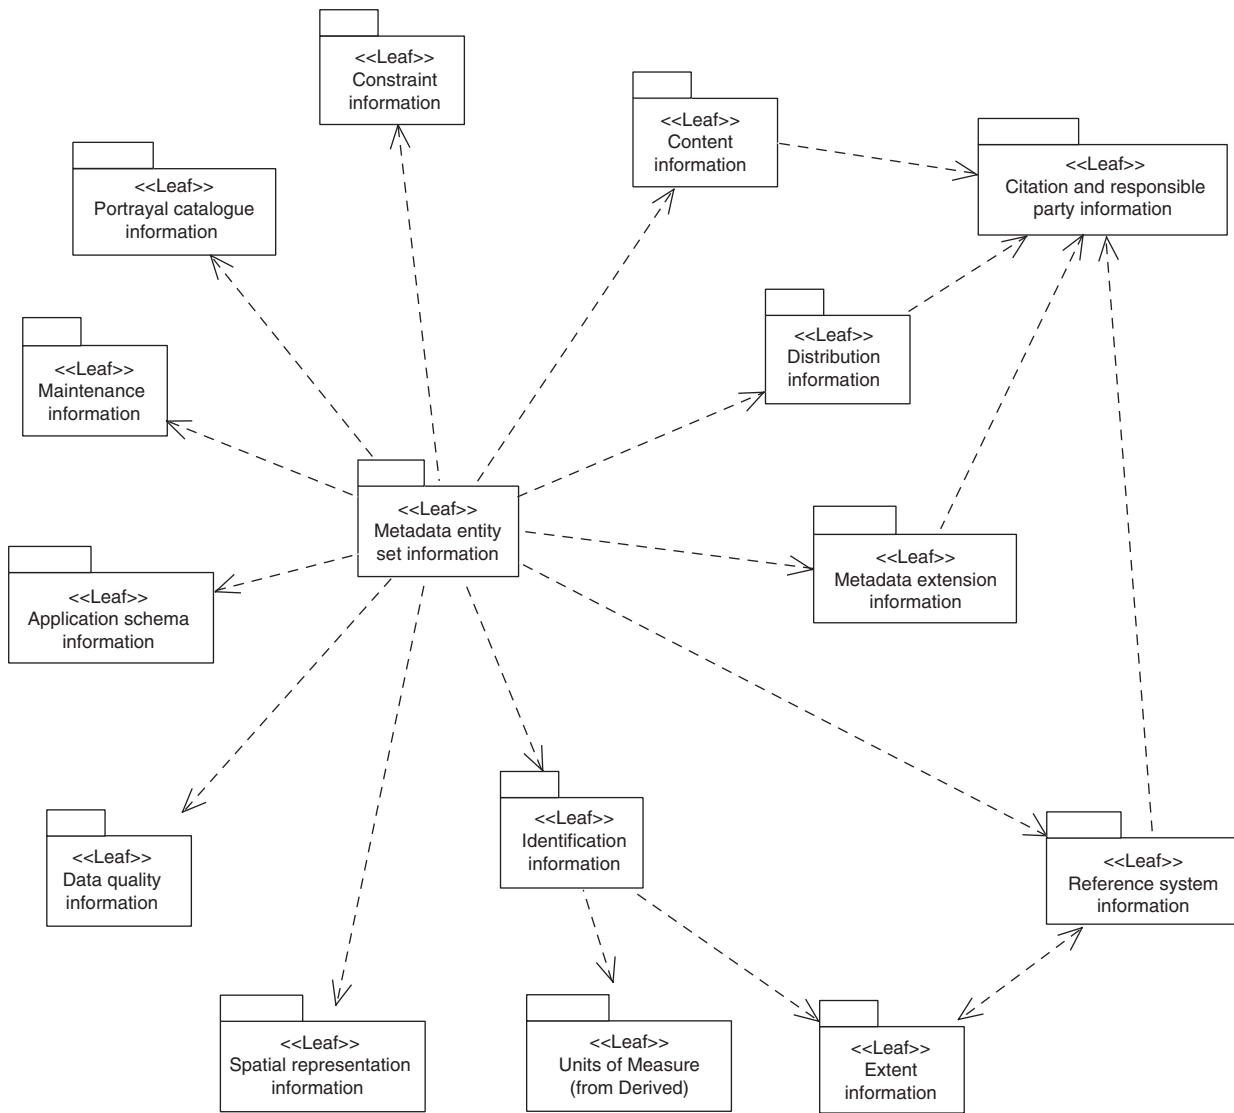 <<Leaf>>
Constraint
information
<<Leaf>>
Content
information
<<Leaf>>
Citation and responsible
party information
<<Leaf>>
Portrayal catalogue
information
<<Leaf>>
Distribution
information
<<Leaf>>
Maintenance
information
<<Leaf>>
Metadata entity
set information
<<Leaf>>
Metadata extension
information
<<Leaf>>
Application schema
information
<<Leaf>>
Data quality
information
<<Leaf>>
Identification
information
<<Leaf>>
Reference system
information
<<Leaf>>
Spatial representation
information
<<Leaf>>
Units of Measure
(from Derived)
<<Leaf>>
Extent
information